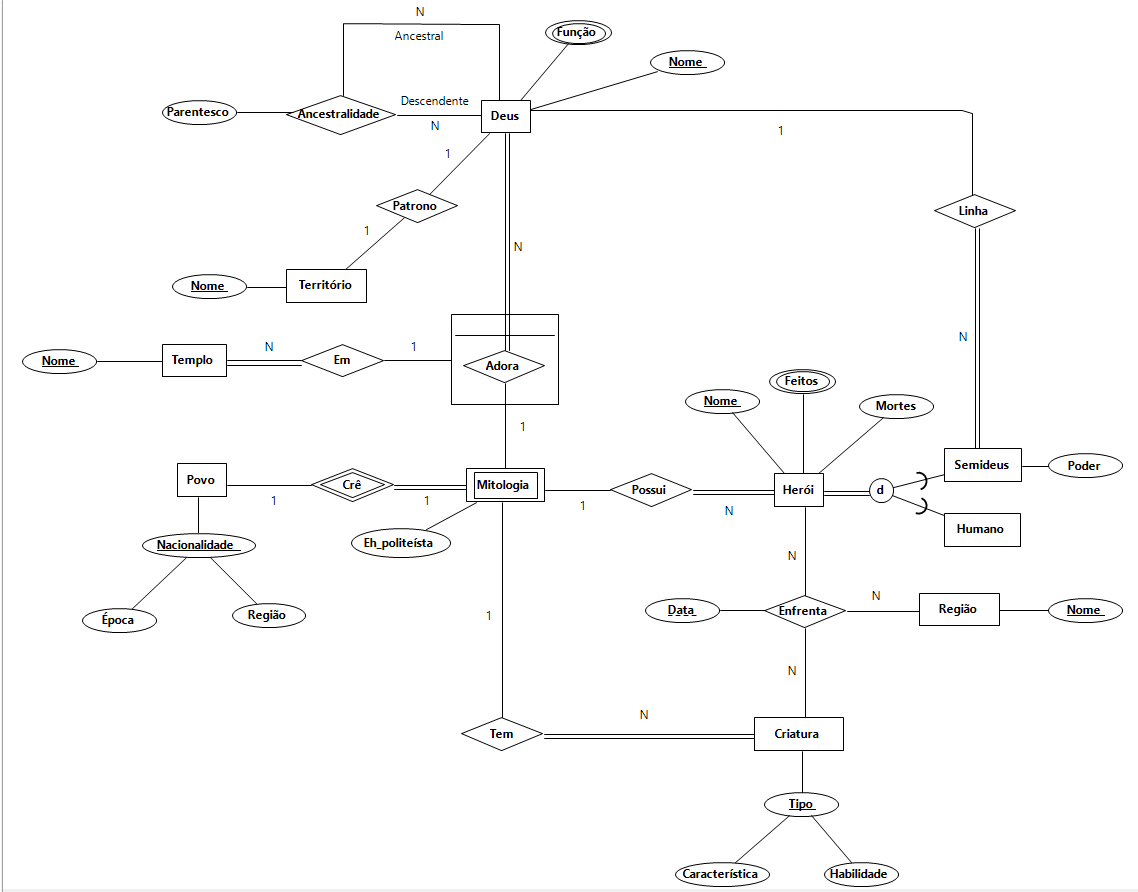 N
Ancestral
Função
Nome
Parentesco
Ancestralidade
Descendente
N
Deus
1
1
Patrono
1
Linha
N
Nome
Território
Nome
Templo
N
Em
1
Adora
N
1
Feitos
Nome
Mortes
Povo
1
Crê
1
Mitologia
1
Possui
N
Herói
d
Semideus
Poder
Humano
Eh_politeísta
Nacionalidade
Época
Região
N
Data
Enfrenta
N
Região
Nome
1
N
Tem
N
Criatura
Tipo
Característica
Habilidade